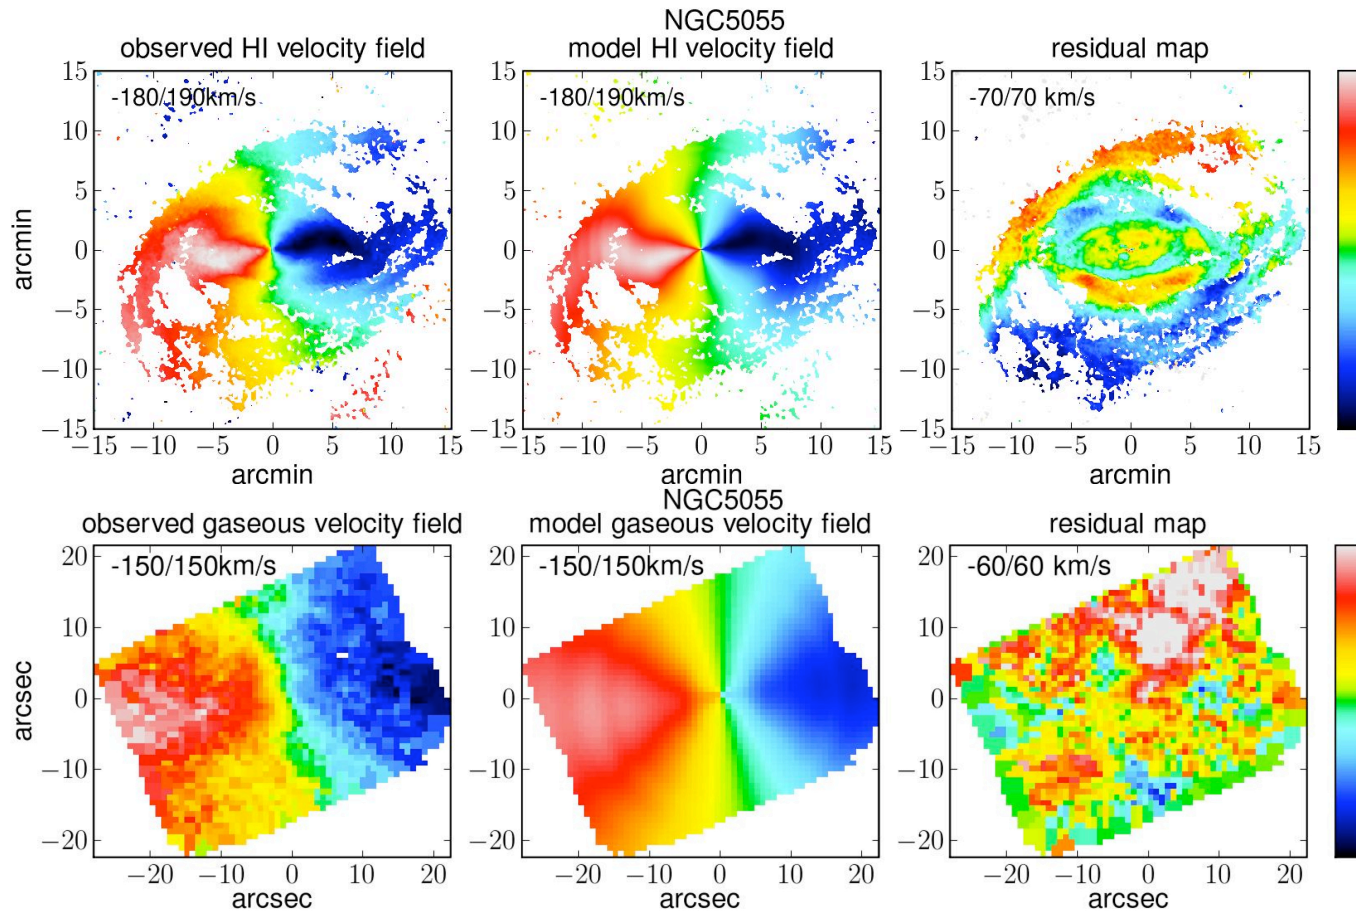 NGC5055
observed HI velocity field
model HI velocity field
residual map
-180/190km/s
-180/190km/s
-70/70 km/s
15
10
5
0
−5
−10
−15
arcmin
15
10
5
0
−5
−10
−15
15
10
5
0
−5
−10
−15
−15 −10 −5 0 5 10 15
−15 −10 −5 0 5 10 15
−15 −10 −5 0 5 10 15
arcmin
arcmin
arcmin
NGC5055
observed gaseous velocity field
model gaseous velocity field
residual map
-150/150km/s
-150/150km/s
-60/60 km/s
20
10
0
−10
−20
arcsec
20
10
0
−10
−20
20
10
0
−10
−20
−20 −10 0 10 20
−20 −10 0 10 20
−20 −10 0 10 20
arcsec
arcsec
arcsec